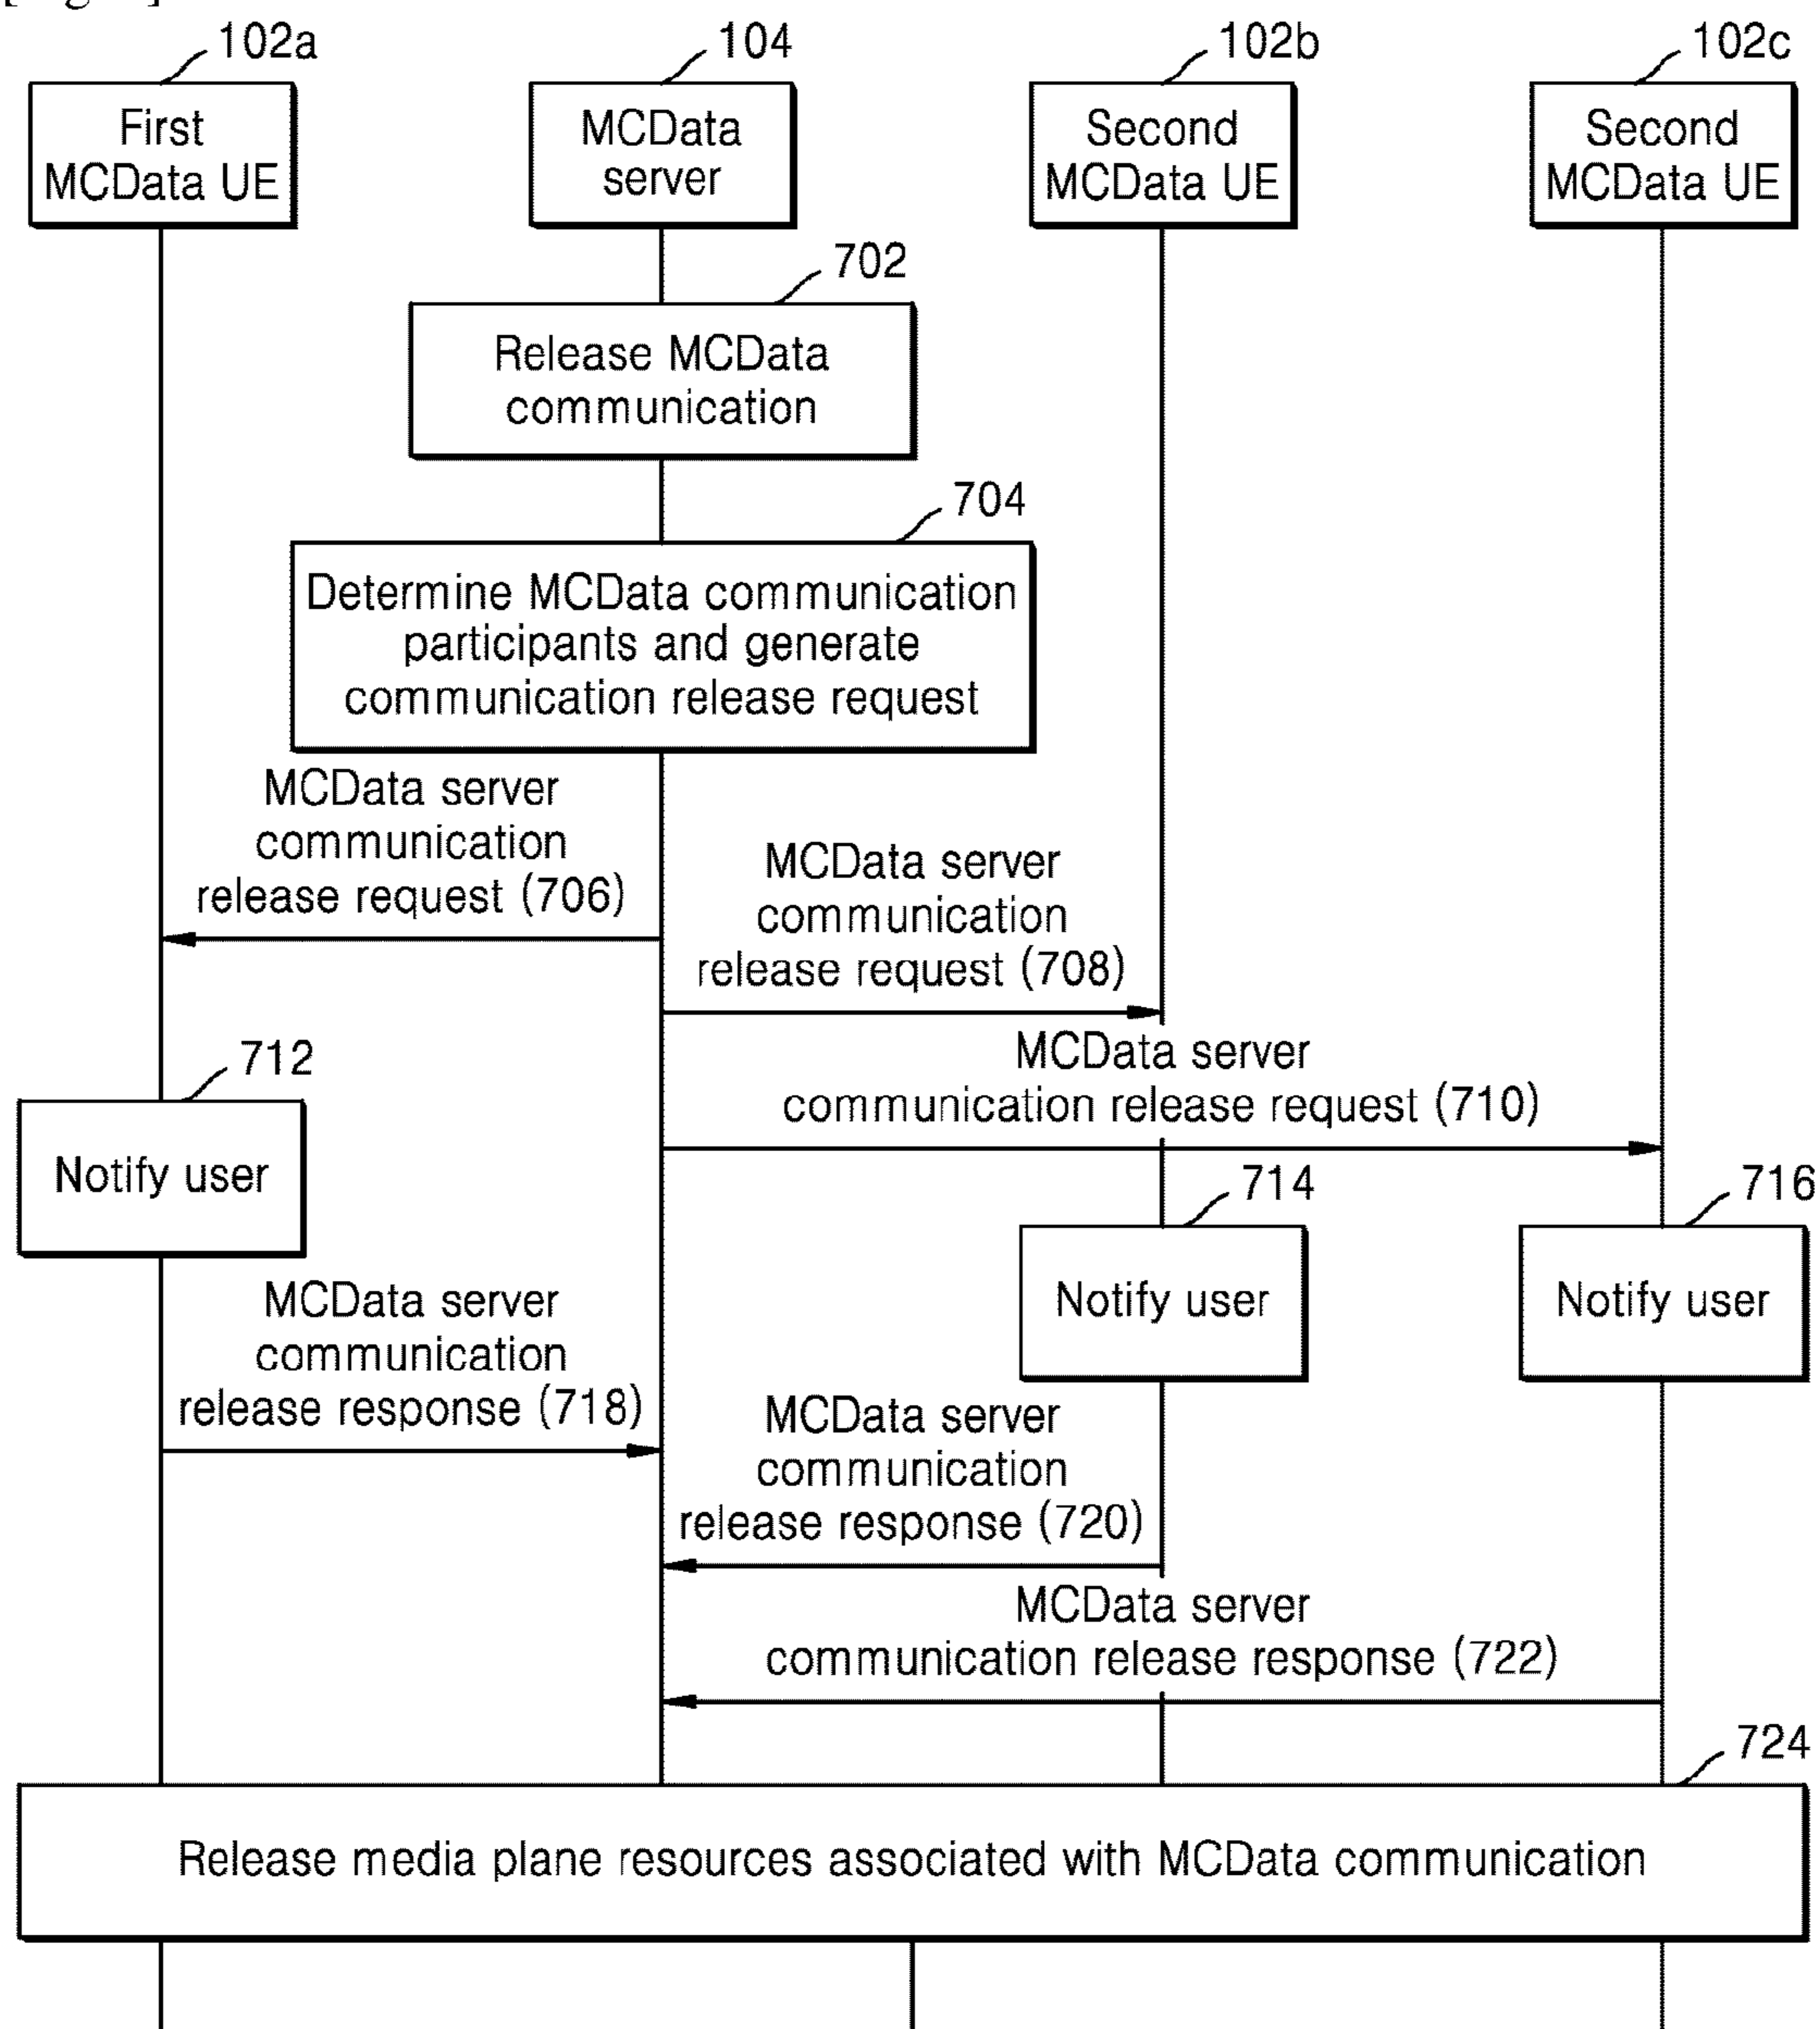 102a
104
102b
102c
First
MCData UE
MCData
server
Second
MCData UE
Second
MCData UE
702
Release MCData
communication
704
Determine MCData communication
participants and generate
communication release request
MCData server
communication
release request (706)
MCData server
communication
release request (708)
MCData server
communication release request (710)
712
Notify user
714
Notify user
716
Notify user
MCData server
communication
release response (718)
MCData server
communication
release response (720)
MCData server
communication release response (722)
724
Release media plane resources associated with MCData communication